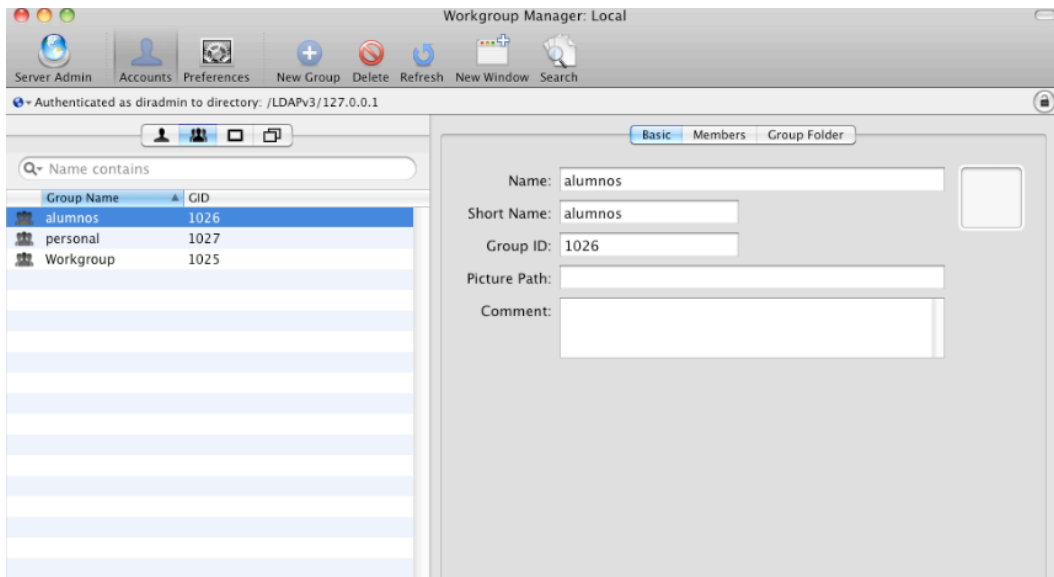 Workgroup Manager: Local
Server Admin Accounts Preferences New Group Delete Refresh New Window Search
Authenticated as diradmin to directory: /LDAPv3/127.0.0.1
Basic Members Group Folder
Name contains
Group Name GID
alumnos 1026
personal 1027
Workgroup 1025
Name: alumnos
Short Name: alumnos
Group ID: 1026
Picture Path:
Comment: